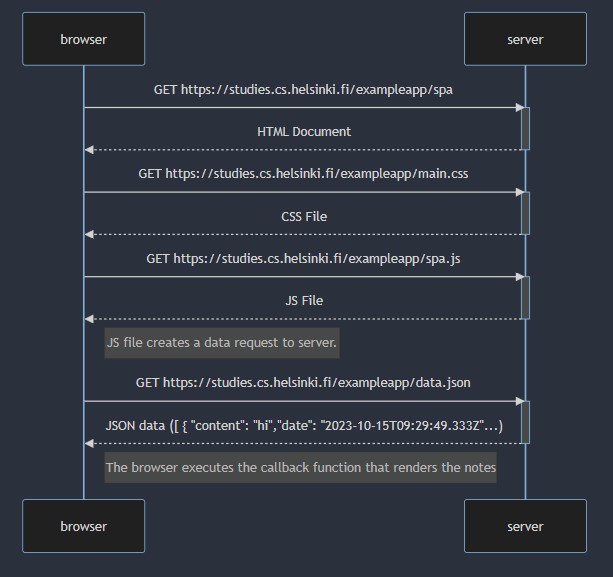 browser server
GET https://studies.cs.helsinki.fi/exampleapp/spa
HTML Document
GET https://studies.cs.helsinki.fi/exampleapp/main.css
CSS File
GET https://studies.cs.helsinki.fi/exampleapp/spa.js
JS File
JS file creates a data request to server.
GET https://studies.cs.helsinki.fi/exampleapp/data.json
JSON data ([ { "content": "hi","date": "2023-10-15T09:29:49.333Z"...)
The browser executes the callback function that renders the notes
browser server